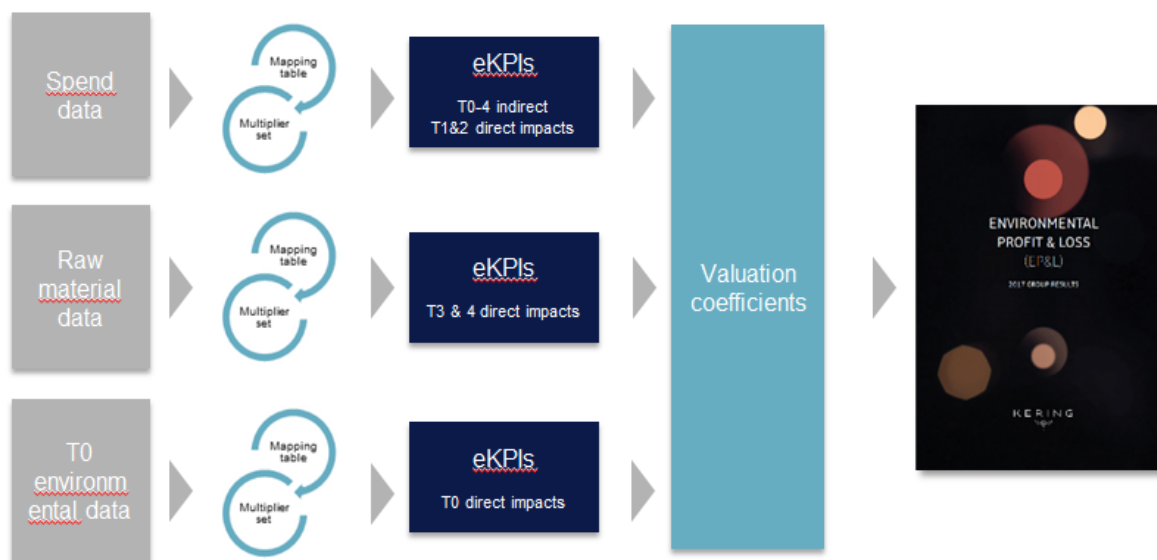 Spend
data
Mapping
table
Multiplier
set
eKPIs
T0-4 indirect
T1&2 direct impacts
Raw
material
data
Mapping
table
Multiplier
set
eKPIs
T3 & 4 direct impacts
T0
environm
ental data
Mapping
table
Multiplier
set
eKPIs
T0 direct impacts
Valuation
coefficients
ENVIRONMENTAL
PROFIT & LOSS
(EP&L)
2017 GROUP RESULTS
KERING